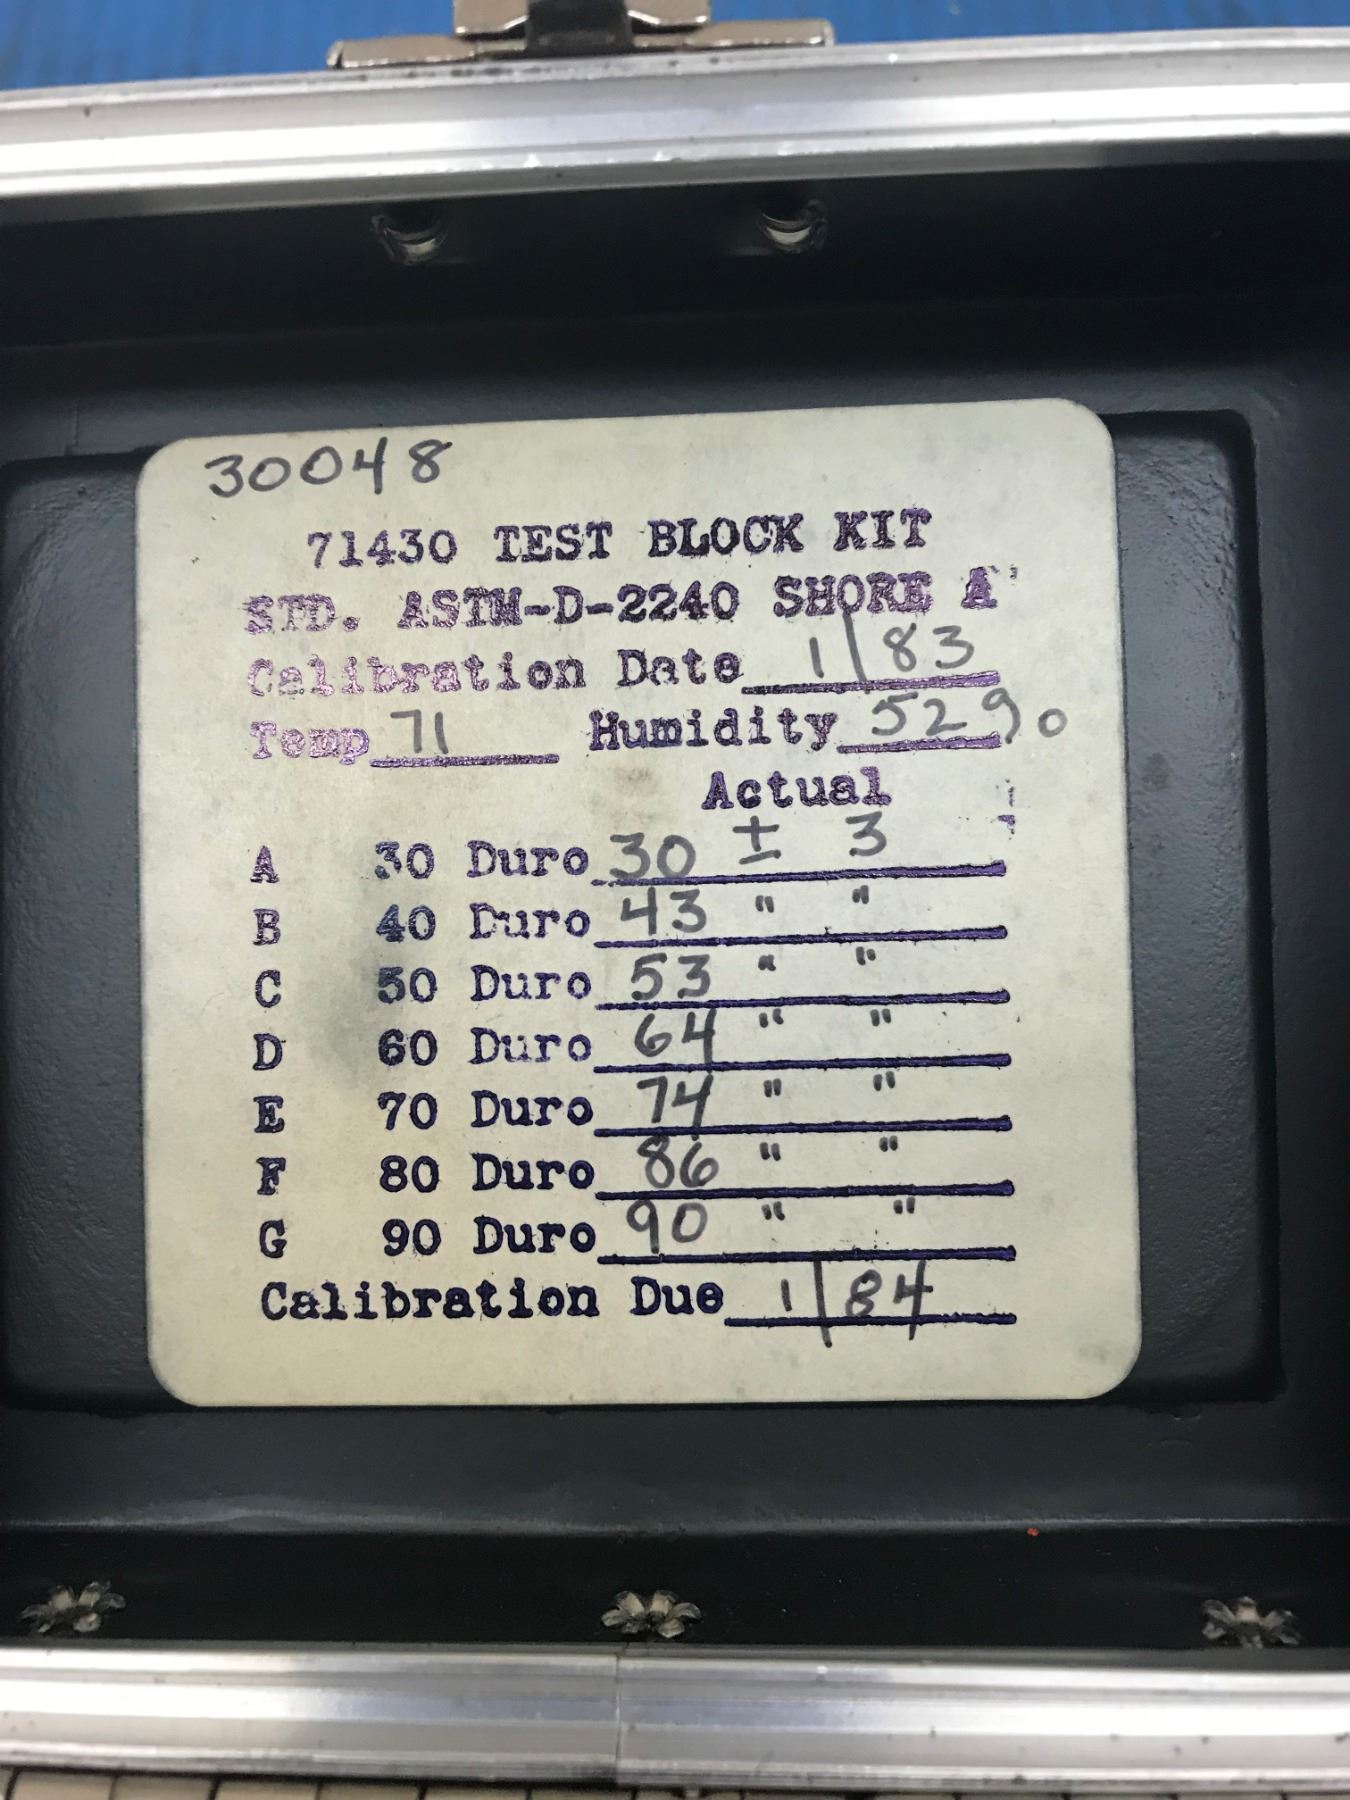 30048
71430 TEST BLOCK KIT
STD. ASTM-D-2240 SHORE A
Calibration Date 1/83
Temp 71 Humidity 52%
Actual
A 30 Duro 30 ± 3
B 40 Duro 43 " "
C 50 Duro 53 " "
D 60 Duro 64 " "
E 70 Duro 74 " "
F 80 Duro 86 " "
G 90 Duro 90 " "
Calibration Due 1/84